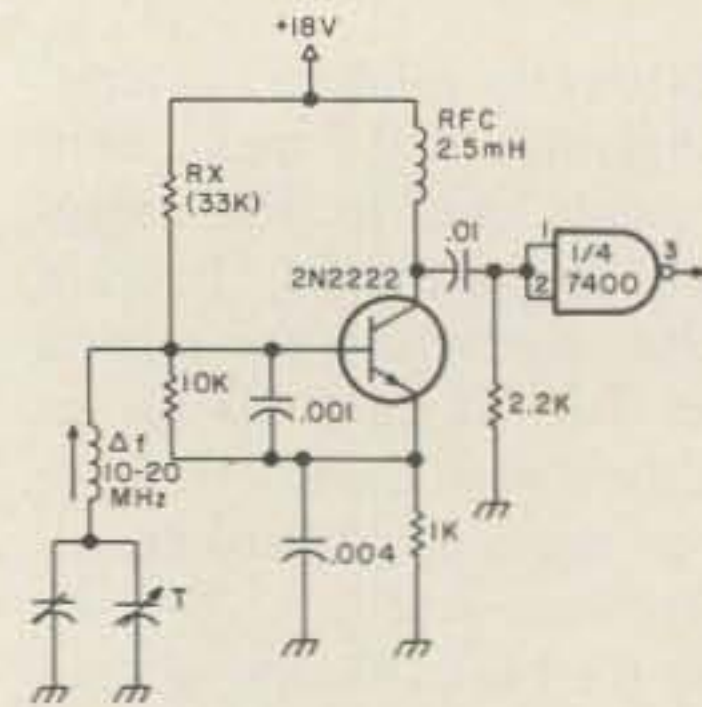 +18V
RFC
2.5mH
RX
(33K)
.01
1
1/4
3
2N2222
2
7400
10K
.001
2.2K
Δf
10-20
MHz
1K
.004
T